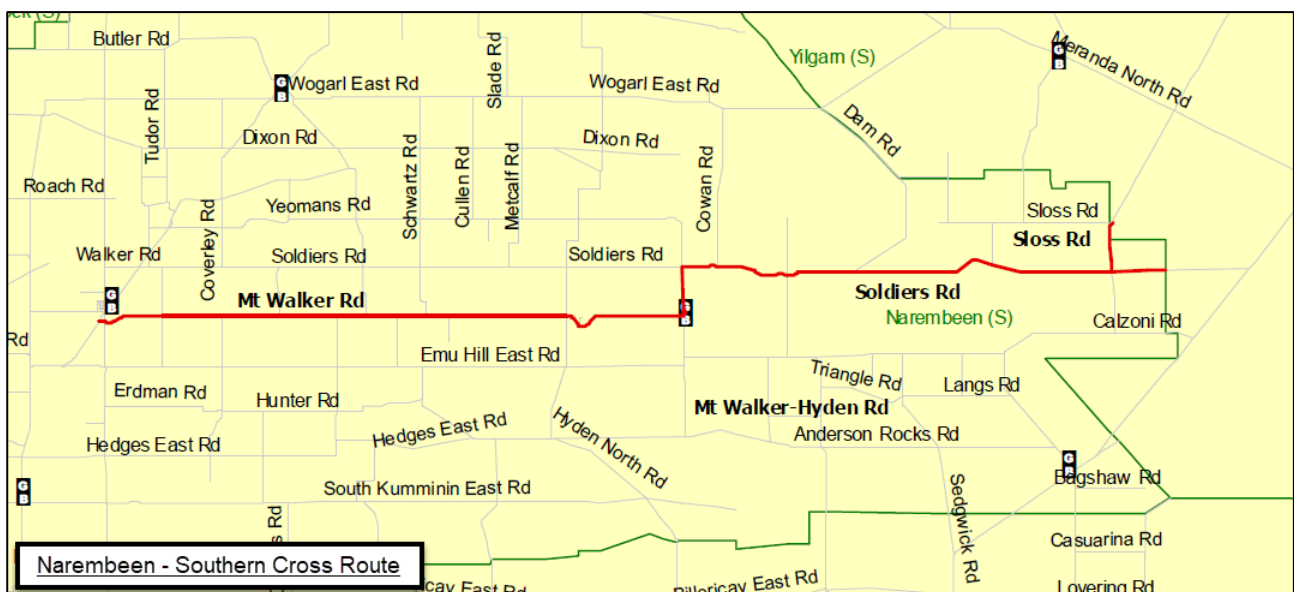 Butler Rd
Yilgarn (S)
Meranda North Rd
Slade Rd
Wogarl East Rd
Wogarl East Rd
Tudor Rd
Dixon Rd
Dixon Rd
Dam Rd
Schwartz Rd
Cullen Rd
Metcalf Rd
Cowan Rd
Roach Rd
Yeomans Rd
Coverley Rd
Sloss Rd
Sloss Rd
Walker Rd
Soldiers Rd
Soldiers Rd
Mt Walker Rd
Soldiers Rd
Narembeen (S)
Calzoni Rd
Rd
Emu Hill East Rd
Triangle Rd
Langs Rd
Erdman Rd
Hunter Rd
Mt Walker-Hyden Rd
Hedges East Rd
Hedges East Rd
Hyden North Rd
Anderson Rocks Rd
South Kumminin East Rd
Sedgwick Rd
Bagshaw Rd
s Rd
Casuarina Rd
Narembeen - Southern Cross Route
cay East Rd
Billericay East Rd
Lovering Rd